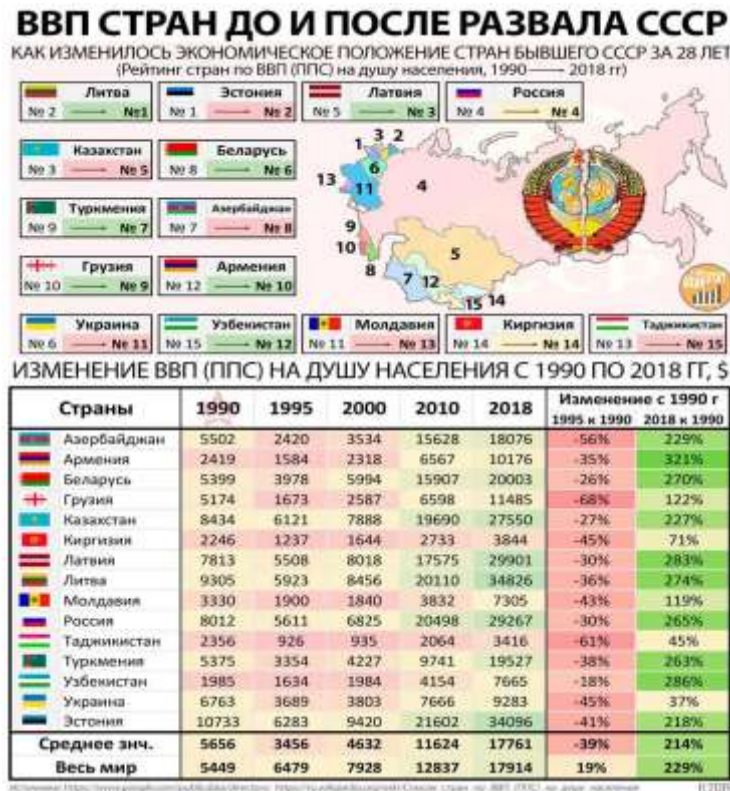 ВВП СТРАН ДО И ПОСЛЕ РАЗВАЛА СССР
КАК ИЗМЕНИЛОСЬ ЭКОНОМИЧЕСКОЕ ПОЛОЖЕНИЕ СТРАН БЫВШЕГО СССР ЗА 28 ЛЕТ
(Рейтинг стран по ВВП (ППС) на душу населения, 1990 —— 2018 гг)
Литва
№ 2 → №1
Эстония
№ 1 → № 2
Латвия
№ 5 → № 3
Россия
№ 4 → №4
Казахстан
№ 3 → № 5
Беларусь
№ 8 → № 6
Туркмения
№ 9 → № 7
Азербайджан
№ 7 → № 8
Грузия
№ 10 → № 9
Армения
№ 12 → № 10
Украина
№ 6 → № 11
Узбекистан
№ 15 → № 12
Молдавия
№ 11 → № 13
Киргизия
№ 14 → № 14
Таджикистан
№ 13 → № 15
1 3 2
6
13 11 4
9
10
8 5
7 12
15 14
ИЗМЕНЕНИЕ ВВП (ППС) НА ДУШУ НАСЕЛЕНИЯ С 1990 ПО 2018 ГГ, $
Страны 1990 1995 2000 2010 2018 Изменение с 1990 г
1995 к 1990 2018 к 1990
Азербайджан 5502 2420 3534 15628 18076 -56% 229%
Армения 2419 1584 2318 6567 10176 -35% 321%
Беларусь 5399 3978 5994 15907 20003 -26% 270%
Грузия 5174 1673 2587 6598 11485 -68% 122%
Казахстан 8434 6121 7888 19690 27550 -27% 227%
Киргизия 2246 1237 1644 2733 3844 -45% 71%
Латвия 7813 5508 8018 17575 29901 -30% 283%
Литва 9305 5923 8456 20110 34826 -36% 274%
Молдавия 3330 1900 1840 3832 7305 -43% 119%
Россия 8012 5611 6825 20498 29267 -30% 265%
Таджикистан 2356 926 935 2064 3416 -61% 45%
Туркмения 5375 3354 4227 9741 19527 -38% 263%
Узбекистан 1985 1634 1984 4154 7665 -18% 286%
Украина 6763 3689 3803 7666 9283 -45% 37%
Эстония 10733 6283 9420 21602 34096 -41% 218%
Среднее знч. 5656 3456 4632 11624 17761 -39% 214%
Весь мир 5449 6479 7928 12837 17914 19% 229%